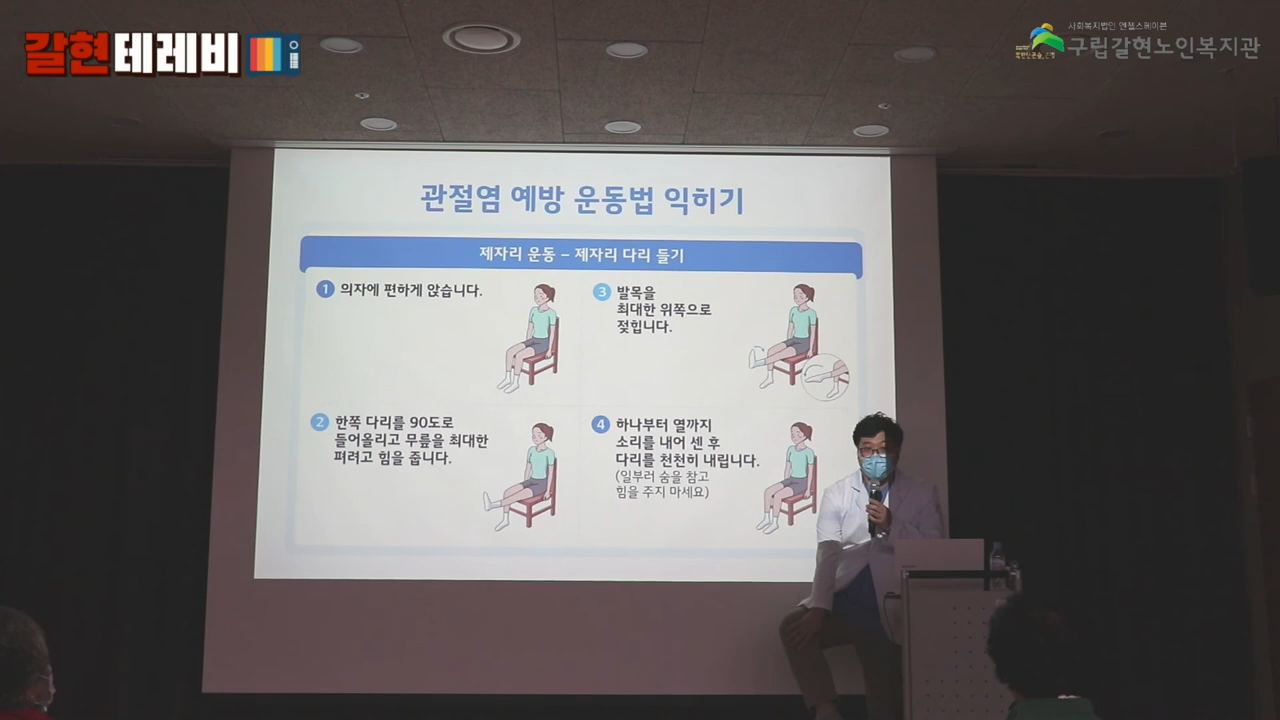 갈현테레비
사회복지법인 엔젤스헤이븐
구립갈현노인복지관
관절염 예방 운동법 익히기
제자리 운동 – 제자리 다리 들기
1 의자에 편하게 앉습니다.
2 한쪽 다리를 90도로
들어올리고 무릎을 최대한
펴려고 힘을 줍니다.
3 발목을
최대한 위쪽으로
젖힙니다.
4 하나부터 열까지
소리를 내어 센 후
다리를 천천히 내립니다.
(일부러 숨을 참고
힘을 주지 마세요)